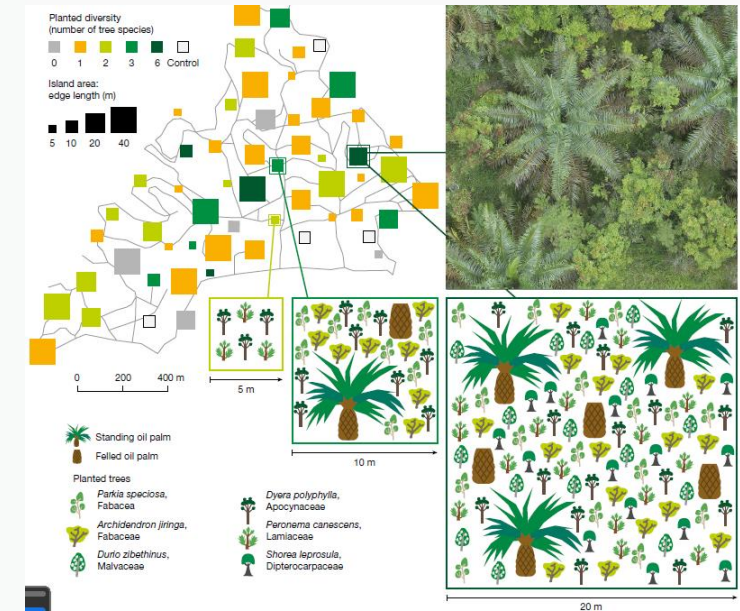 Planted diversity
(number of tree species)
0 1 2 3 6 Control
Island area:
edge length (m)
5 10 20 40
0 200 400 m
5 m
10 m
20 m
Standing oil palm
Felled oil palm
Planted trees
Parkia speciosa,
Fabacea
Archidendron jiringa,
Fabaceae
Durio zibethinus,
Malvaceae
Dyera polyphylla,
Apocynaceae
Peronema canescens,
Lamiaceae
Shorea leprosula,
Dipterocarpaceae